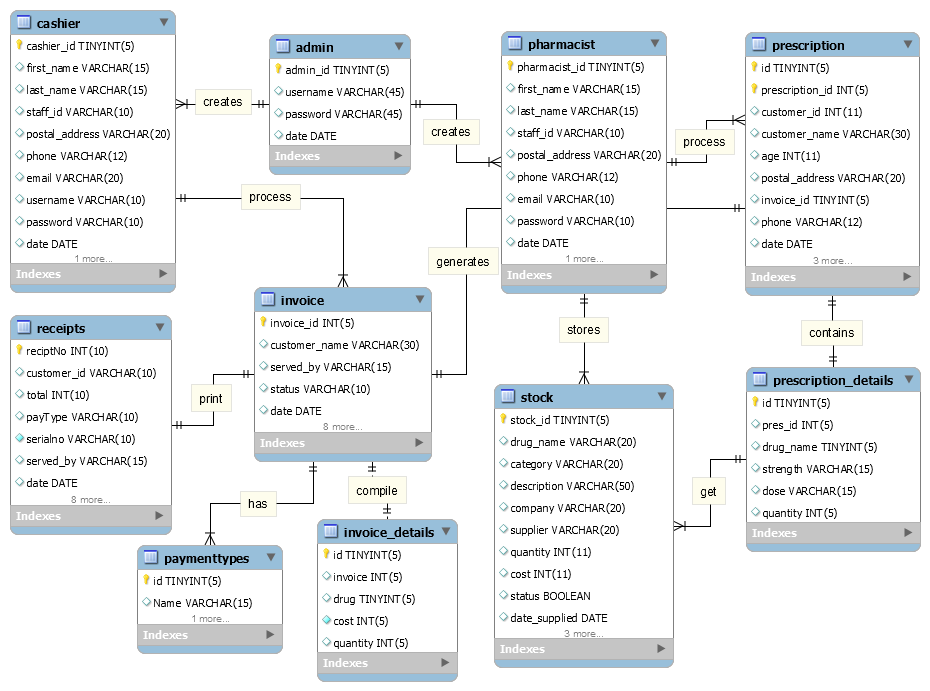 cashier
cashier_id TINYINT(5)
first_name VARCHAR(15)
last_name VARCHAR(15)
staff_id VARCHAR(10)
postal_address VARCHAR(20)
phone VARCHAR(12)
email VARCHAR(20)
username VARCHAR(10)
password VARCHAR(10)
date DATE
1 more...
Indexes
creates
admin
admin_id TINYINT(5)
username VARCHAR(45)
password VARCHAR(45)
date DATE
Indexes
creates
pharmacist
pharmacist_id TINYINT(5)
first_name VARCHAR(15)
last_name VARCHAR(15)
staff_id VARCHAR(10)
postal_address VARCHAR(20)
phone VARCHAR(12)
email VARCHAR(10)
password VARCHAR(10)
date DATE
1 more...
Indexes
process
prescription
id TINYINT(5)
prescription_id INT(5)
customer_id INT(11)
customer_name VARCHAR(30)
age INT(11)
postal_address VARCHAR(20)
invoice_id TINYINT(5)
phone VARCHAR(12)
date DATE
3 more...
Indexes
process
generates
stores
contains
receipts
reciptNo INT(10)
customer_id VARCHAR(10)
total INT(10)
payType VARCHAR(10)
serialno VARCHAR(10)
served_by VARCHAR(15)
date DATE
8 more...
Indexes
print
invoice
invoice_id INT(5)
customer_name VARCHAR(30)
served_by VARCHAR(15)
status VARCHAR(10)
date DATE
8 more...
Indexes
has
compile
stock
stock_id TINYINT(5)
drug_name VARCHAR(20)
category VARCHAR(20)
description VARCHAR(50)
company VARCHAR(20)
supplier VARCHAR(20)
quantity INT(11)
cost INT(11)
status BOOLEAN
date_supplied DATE
3 more...
Indexes
get
prescription_details
id TINYINT(5)
pres_id INT(5)
drug_name TINYINT(5)
strength VARCHAR(15)
dose VARCHAR(15)
quantity INT(5)
Indexes
paymenttypes
id TINYINT(5)
Name VARCHAR(15)
1 more...
Indexes
invoice_details
id TINYINT(5)
invoice INT(5)
drug TINYINT(5)
cost INT(5)
quantity INT(5)
Indexes